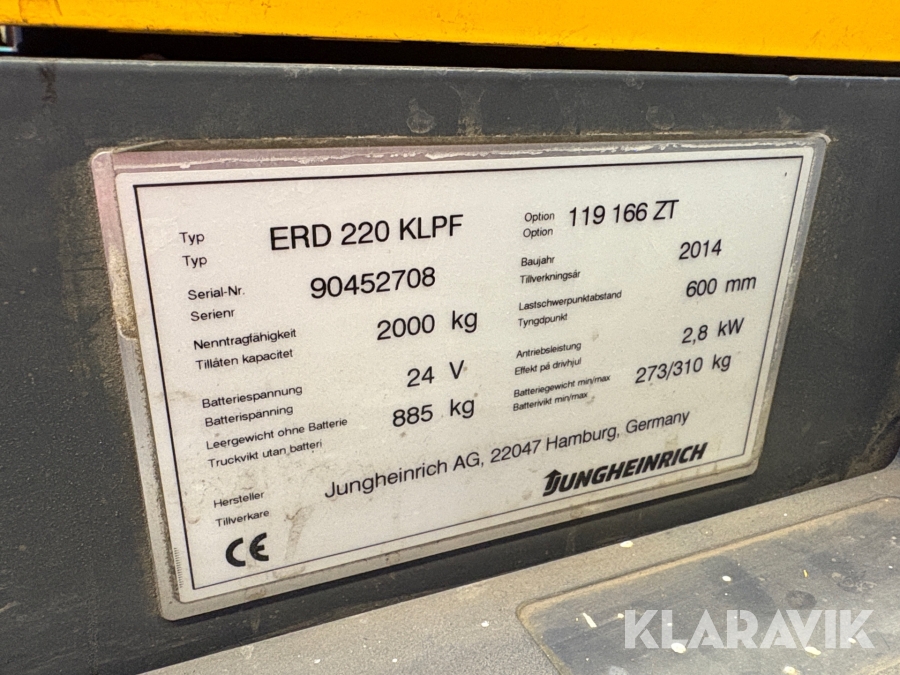 Typ ERD 220 KLPF Option 119 166 ZT
Typ Option
Serial-Nr. 90452708 Baujahr 2014
Serienr Tillverkningsår
Nenntragfähigkeit 2000 kg Lastschwerpunktabstand 600 mm
Tillåten kapacitet Tyngdpunkt
Batteriespannung 24 V Antriebsleistung 2,8 kW
Batterispänning Effekt på drivhjul
Leergewicht ohne Batterie 885 kg Batteriegewicht min/max 273/310 kg
Truckvikt utan batteri Batterivikt min/max
Hersteller Jungheinrich AG, 22047 Hamburg, Germany
Tillverkare JUNGHEINRICH
CE
KLARAVIK